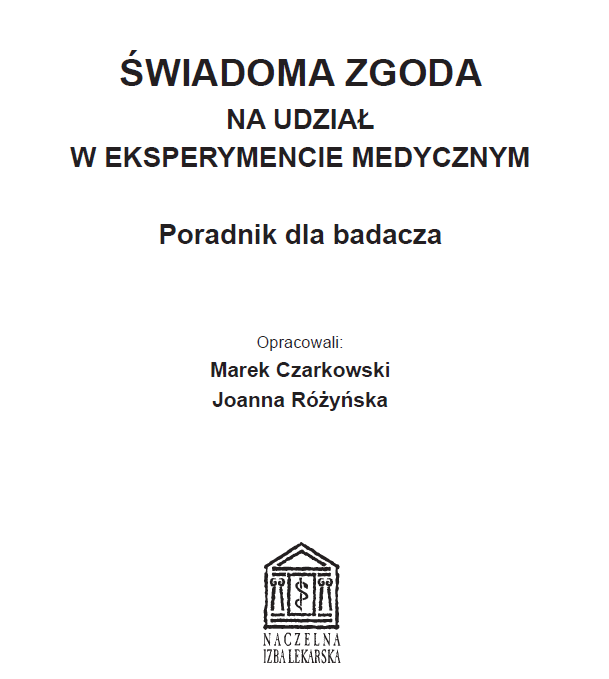 ŚWIADOMA ZGODA
NA UDZIAŁ
W EKSPERYMENCIE MEDYCZNYM
Poradnik dla badacza
Opracowali:
Marek Czarkowski
Joanna Różyńska
NACZELNA
IZBA LEKARSKA